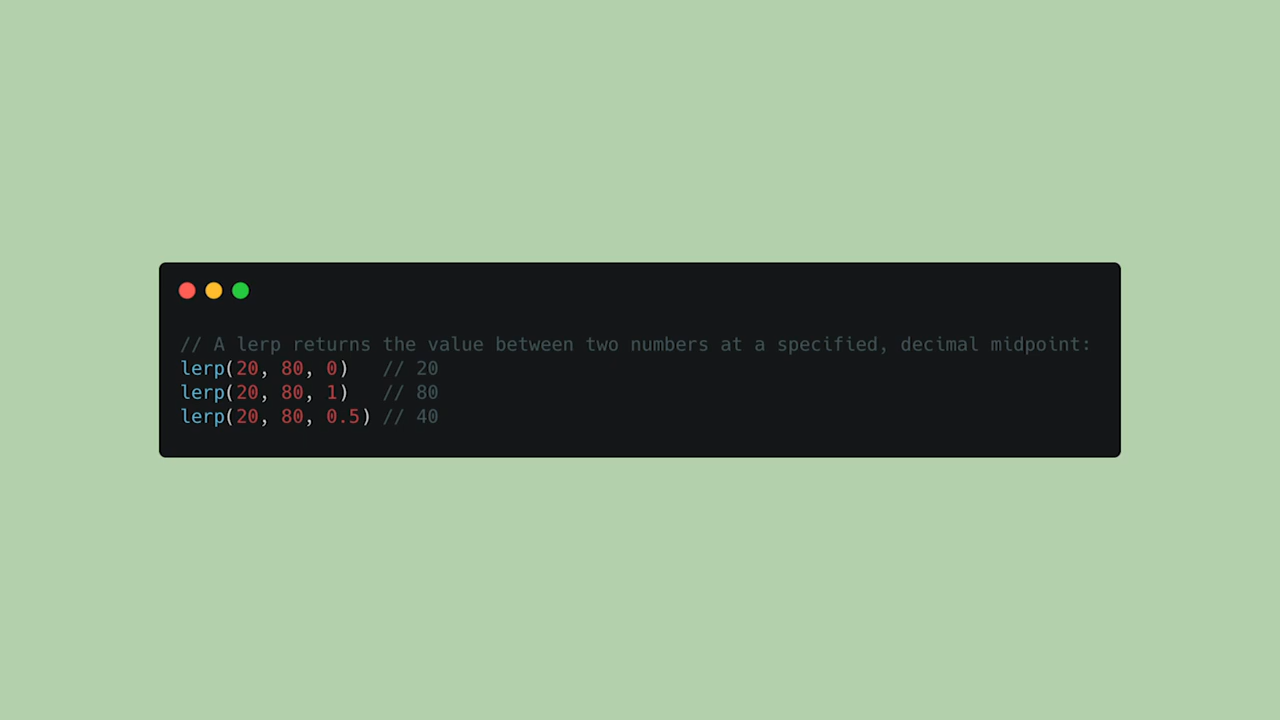 // A lerp returns the value between two numbers at a specified, decimal midpoint:
lerp(20, 80, 0)   // 20
lerp(20, 80, 1)   // 80
lerp(20, 80, 0.5) // 40